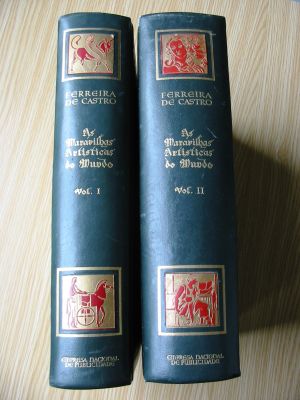 FERREIRA
DE CASTRO
As
Maravilhas
Artísticas
do Mundo
Vol. I
EMPRESA NACIONAL
DE PUBLICIDADE
FERREIRA
DE CASTRO
As
Maravilhas
Artísticas
do Mundo
Vol. II
EMPRESA NACIONAL
DE PUBLICIDADE